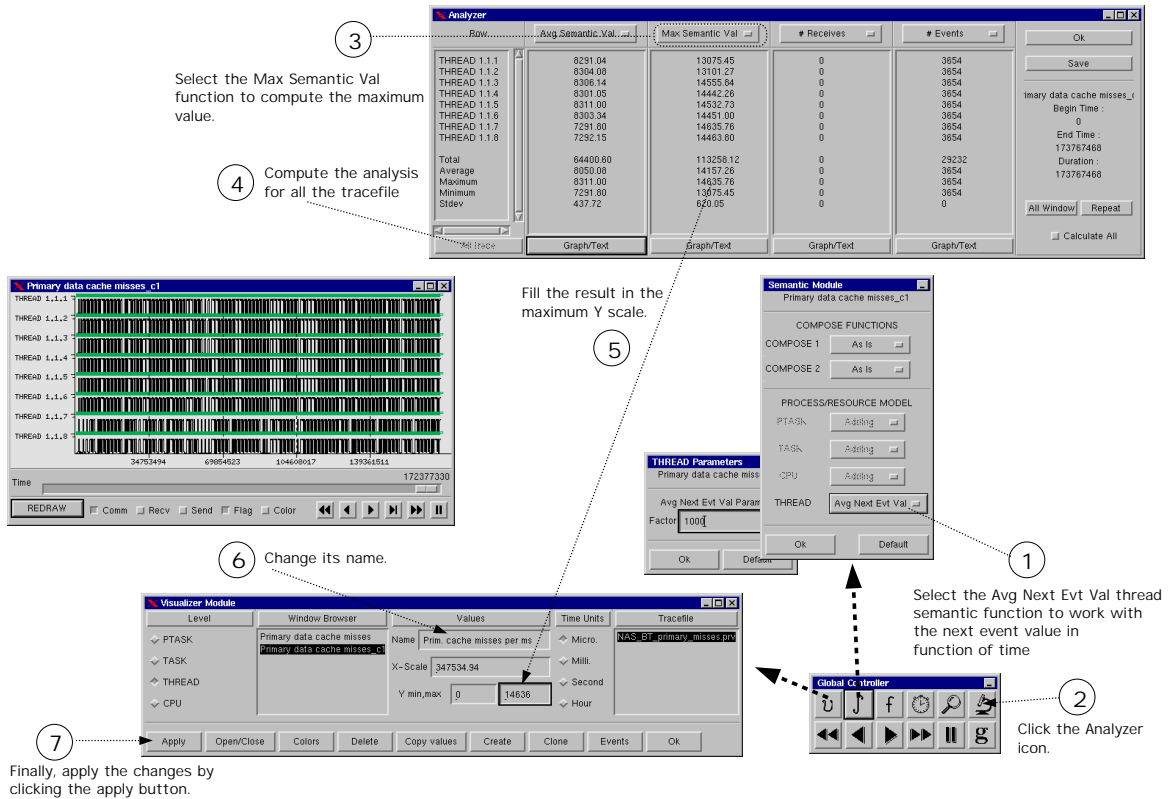 Analyzer
Row
Avg Semantic Val
Max Semantic Val
# Receives
# Events
THREAD 1.1.1 8291.04 13075.45 0 3654
THREAD 1.1.2 8304.08 13101.27 0 3654
THREAD 1.1.3 8306.14 14555.84 0 3654
THREAD 1.1.4 8301.05 14442.26 0 3654
THREAD 1.1.5 8311.00 14532.73 0 3654
THREAD 1.1.6 8303.34 14451.00 0 3654
THREAD 1.1.7 7291.80 14635.76 0 3654
THREAD 1.1.8 7292.15 14463.80 0 3654
Total 64400.60 113258.12 0 29232
Average 8050.08 14157.26 0 3654
Maximum 8311.00 14635.76 0 3654
Minimum 7291.80 13075.45 0 3654
Stdev 437.72 620.05 0 0
All trace
Graph/Text
Graph/Text
Graph/Text
Graph/Text
Ok
Save
imary data cache misses_c
Begin Time :
0
End Time :
173767468
Duration :
173767468
All Window
Repeat
Calculate All
3
Select the Max Semantic Val
function to compute the maximum
value.
4
Compute the analysis
for all the tracefile
Primary data cache misses_c1
THREAD 1.1.1
THREAD 1.1.2
THREAD 1.1.3
THREAD 1.1.4
THREAD 1.1.5
THREAD 1.1.6
THREAD 1.1.7
THREAD 1.1.8
34753494 69854523 104608017 139361511
Time
172377330
REDRAW
Comm
Recv
Send
Flag
Color
Fill the result in the
maximum Y scale.
5
Semantic Module
Primary data cache misses_c1
COMPOSE FUNCTIONS
COMPOSE 1 As Is
COMPOSE 2 As Is
PROCESS/RESOURCE MODEL
PTASK Adding
TASK Adding
CPU Adding
THREAD Avg Next Evt Val
Ok
Default
THREAD Parameters
Primary data cache miss
Avg Next Evt Val Param
Factor 1000
Ok
Defau
6
Change its name.
1
Select the Avg Next Evt Val thread
semantic function to work with
the next event value in
function of time
Visualizer Module
Level
Window Browser
Values
Time Units
Tracefile
PTASK
TASK
THREAD
CPU
Primary data cache misses
Primary data cache misses_c1
Name Prim. cache misses per ms
X-Scale 347534.94
Y min,max 0 14636
Micro.
Milli.
Second
Hour
NAS_BT_primary_misses.prv
Apply
Open/Close
Colors
Delete
Copy values
Create
Clone
Events
Ok
Global Controller
f
g
2
Click the Analyzer
icon.
7
Finally, apply the changes by
clicking the apply button.